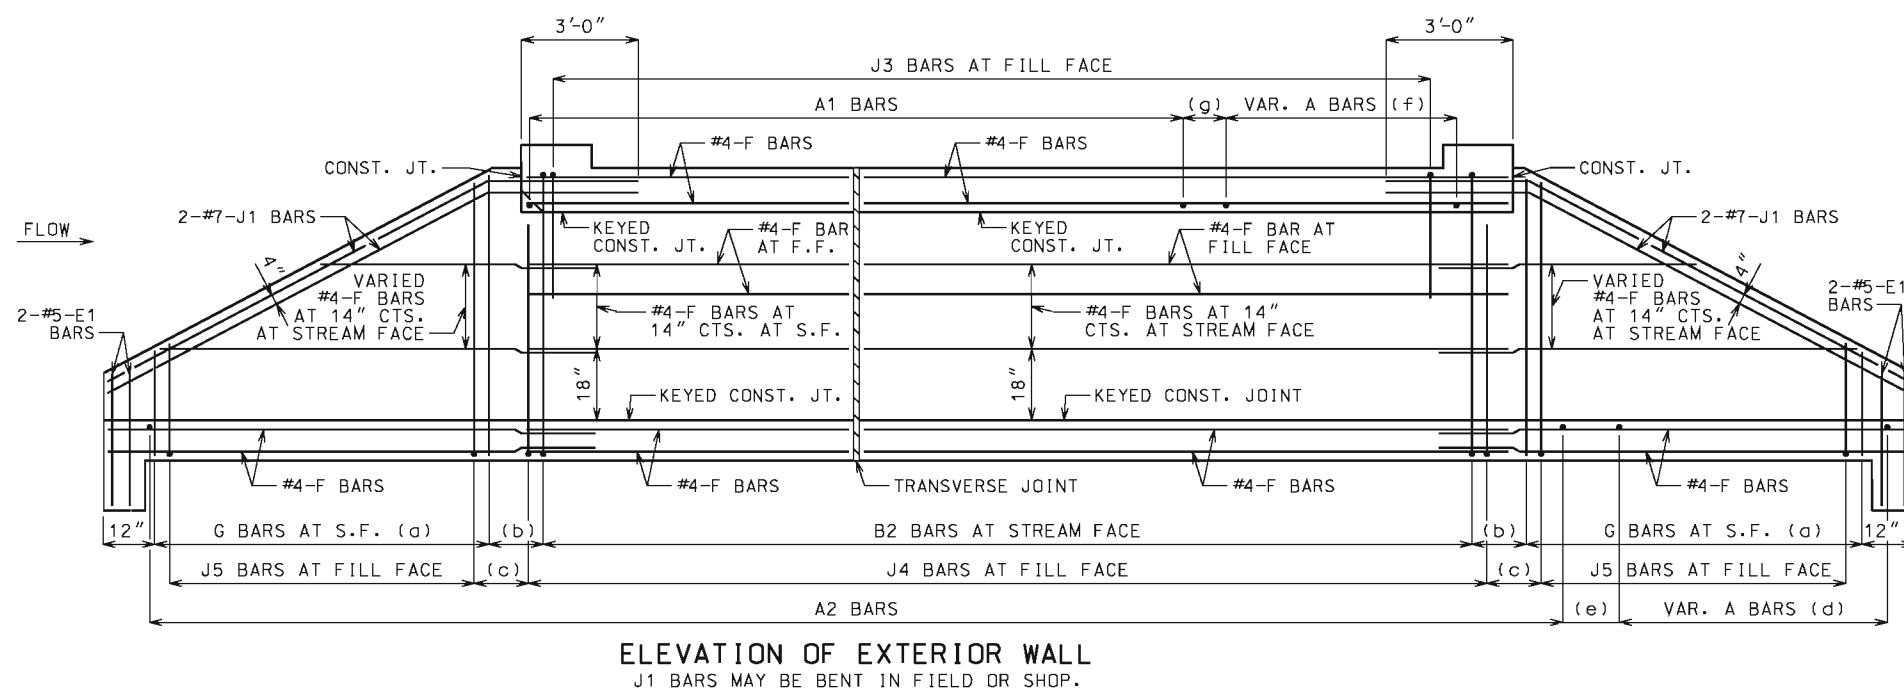 3'-0"
3'-0"
J3 BARS AT FILL FACE
A1 BARS
(g)
VAR. A BARS (f)
#4-F BARS
#4-F BARS
CONST. JT.
CONST. JT.
2-#7-J1 BARS
2-#7-J1 BARS
FLOW
KEYED
CONST. JT.
#4-F BAR
AT F.F.
KEYED
CONST. JT.
#4-F BAR AT
FILL FACE
4"
4"
VARIED
#4-F BARS
AT 14" CTS.
AT STREAM FACE
#4-F BARS AT
14" CTS. AT S.F.
#4-F BARS AT 14"
CTS. AT STREAM FACE
VARIED
#4-F BARS
AT 14" CTS.
AT STREAM FACE
2-#5-E1
BARS
2-#5-E1
BARS
18"
18"
KEYED CONST. JT.
KEYED CONST. JOINT
#4-F BARS
#4-F BARS
TRANSVERSE JOINT
#4-F BARS
#4-F BARS
12"
G BARS AT S.F. (a)
(b)
B2 BARS AT STREAM FACE
(b)
G BARS AT S.F. (a)
12"
J5 BARS AT FILL FACE
(c)
J4 BARS AT FILL FACE
(c)
J5 BARS AT FILL FACE
A2 BARS
(e)
VAR. A BARS (d)
ELEVATION OF EXTERIOR WALL
J1 BARS MAY BE BENT IN FIELD OR SHOP.